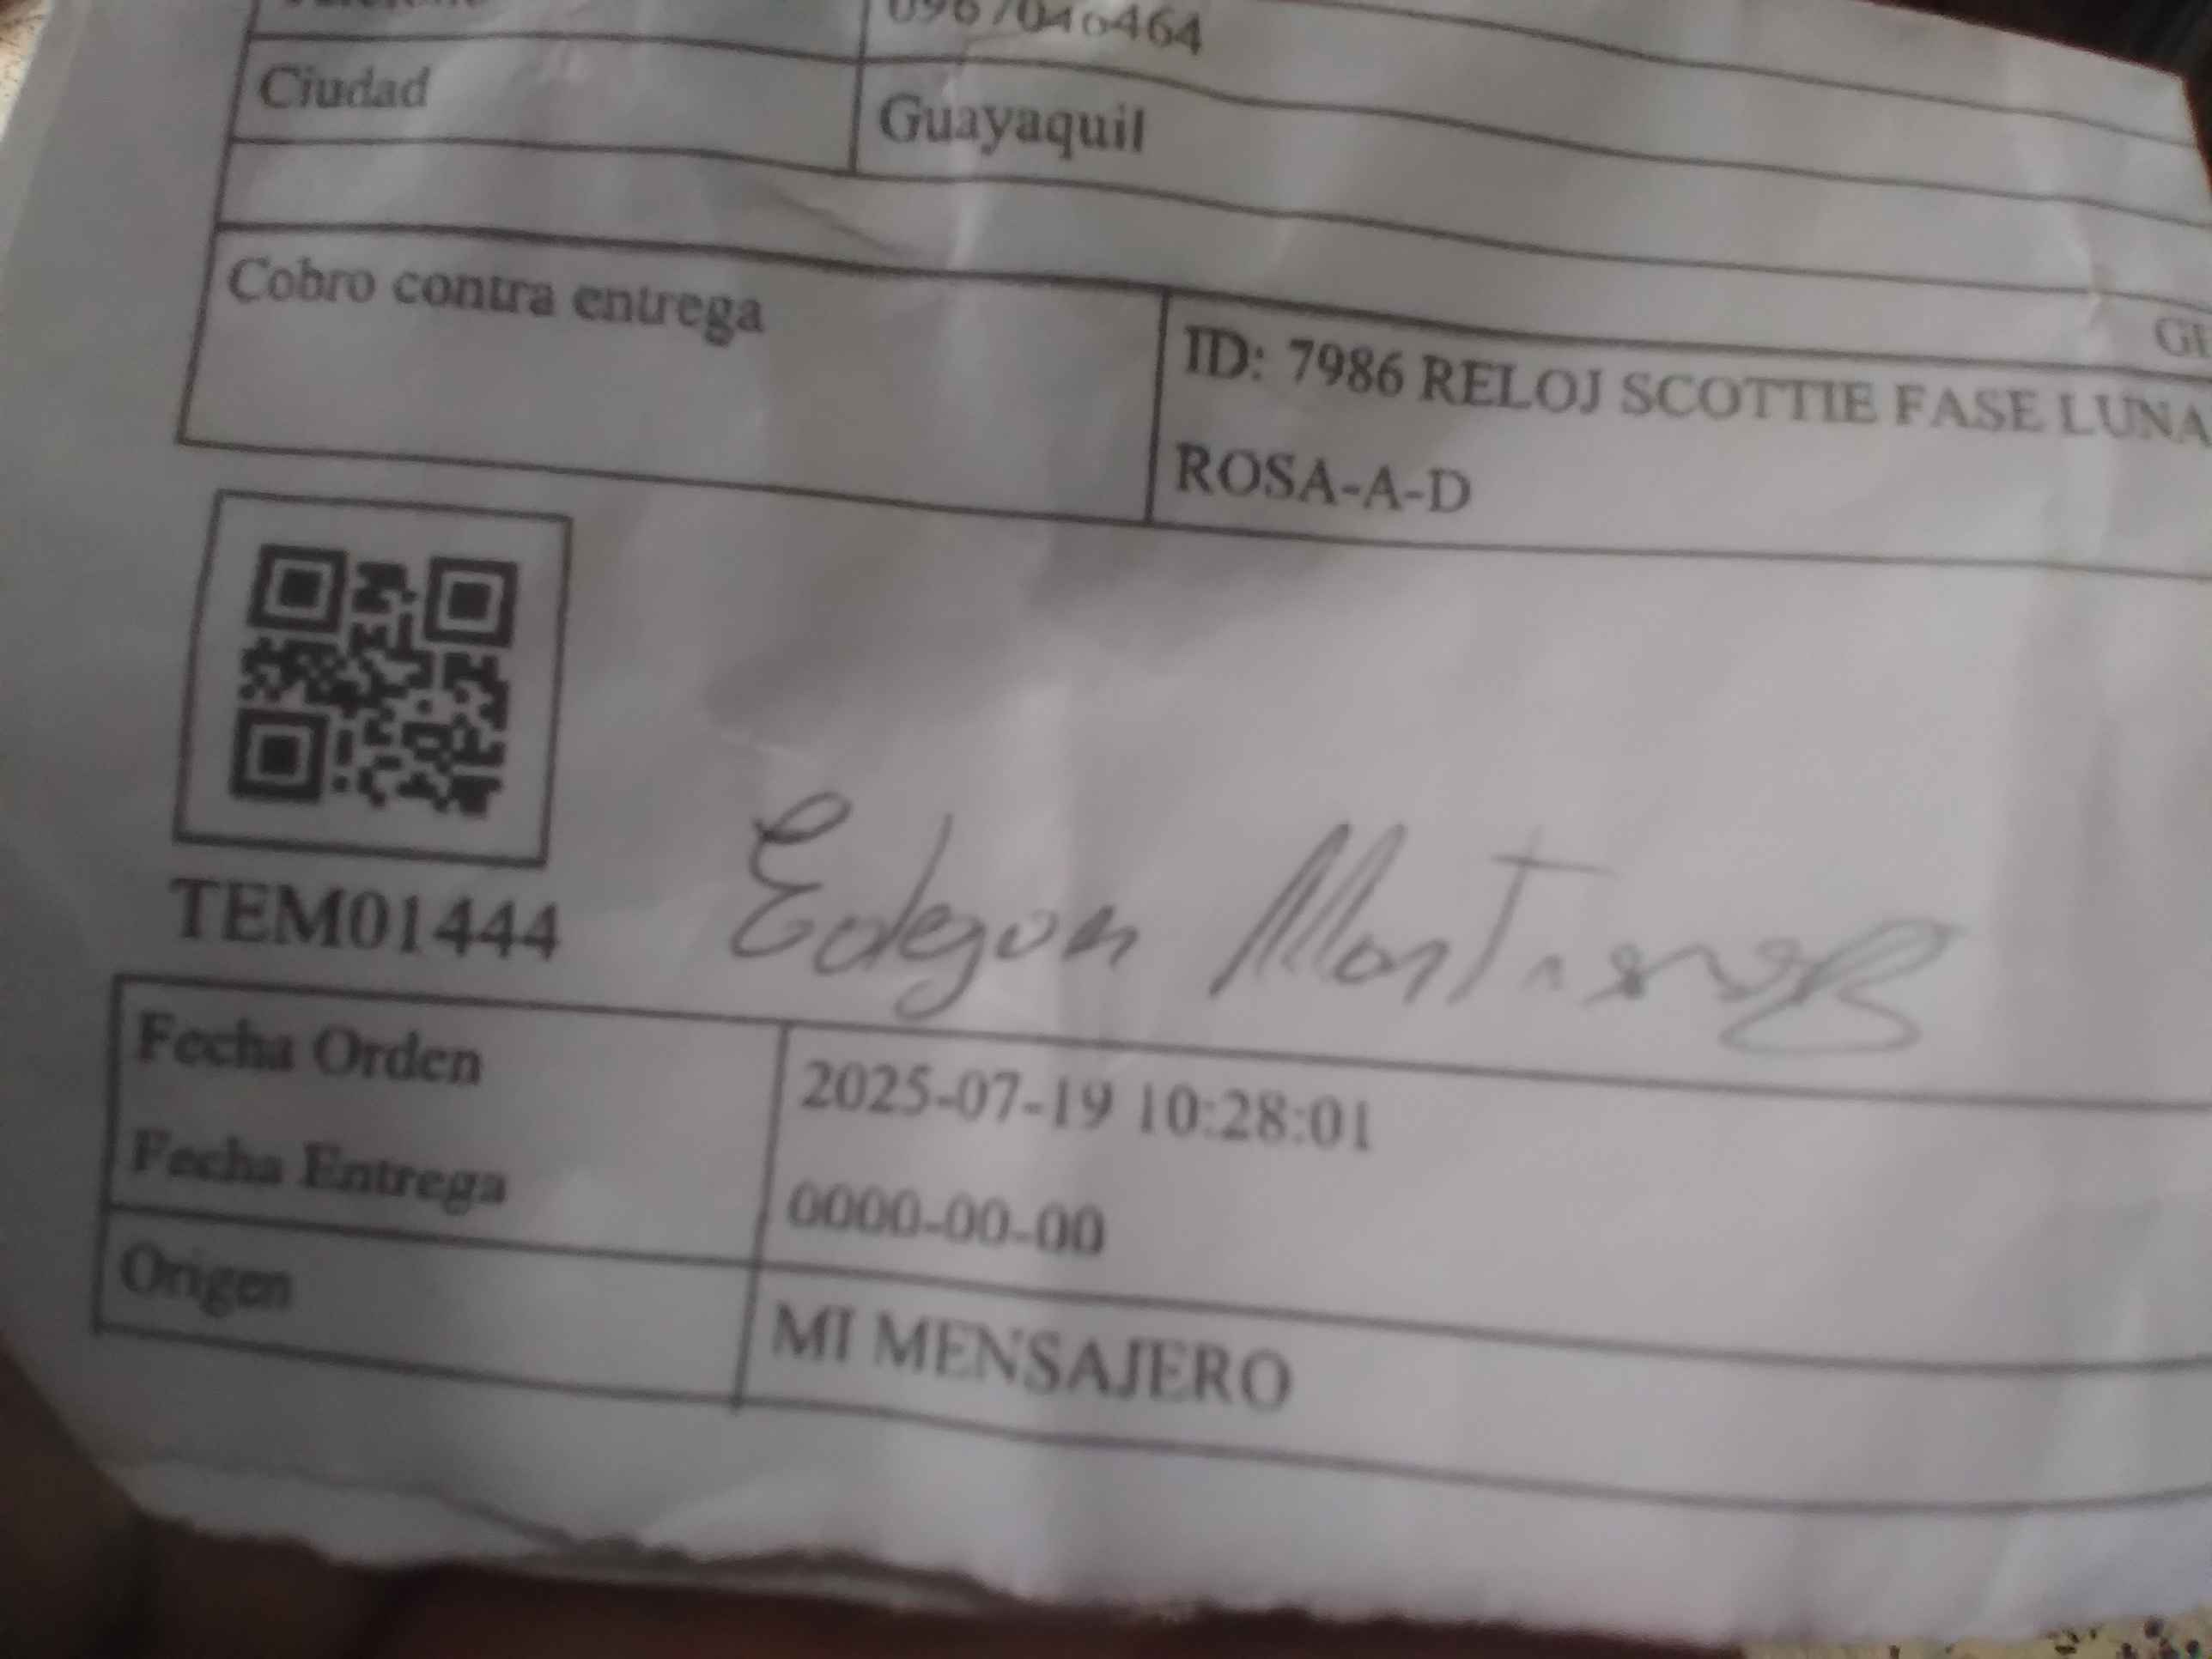 464
Ciudad
Guayaquil
Cobro contra entrega
ID: 7986 RELOJ SCOTTIE FASE LUNA
ROSA-A-D
TEM01444
Fecha Orden
2025-07-19 10:28:01
Fecha Entrega
0000-00-00
Origen
MI MENSAJERO